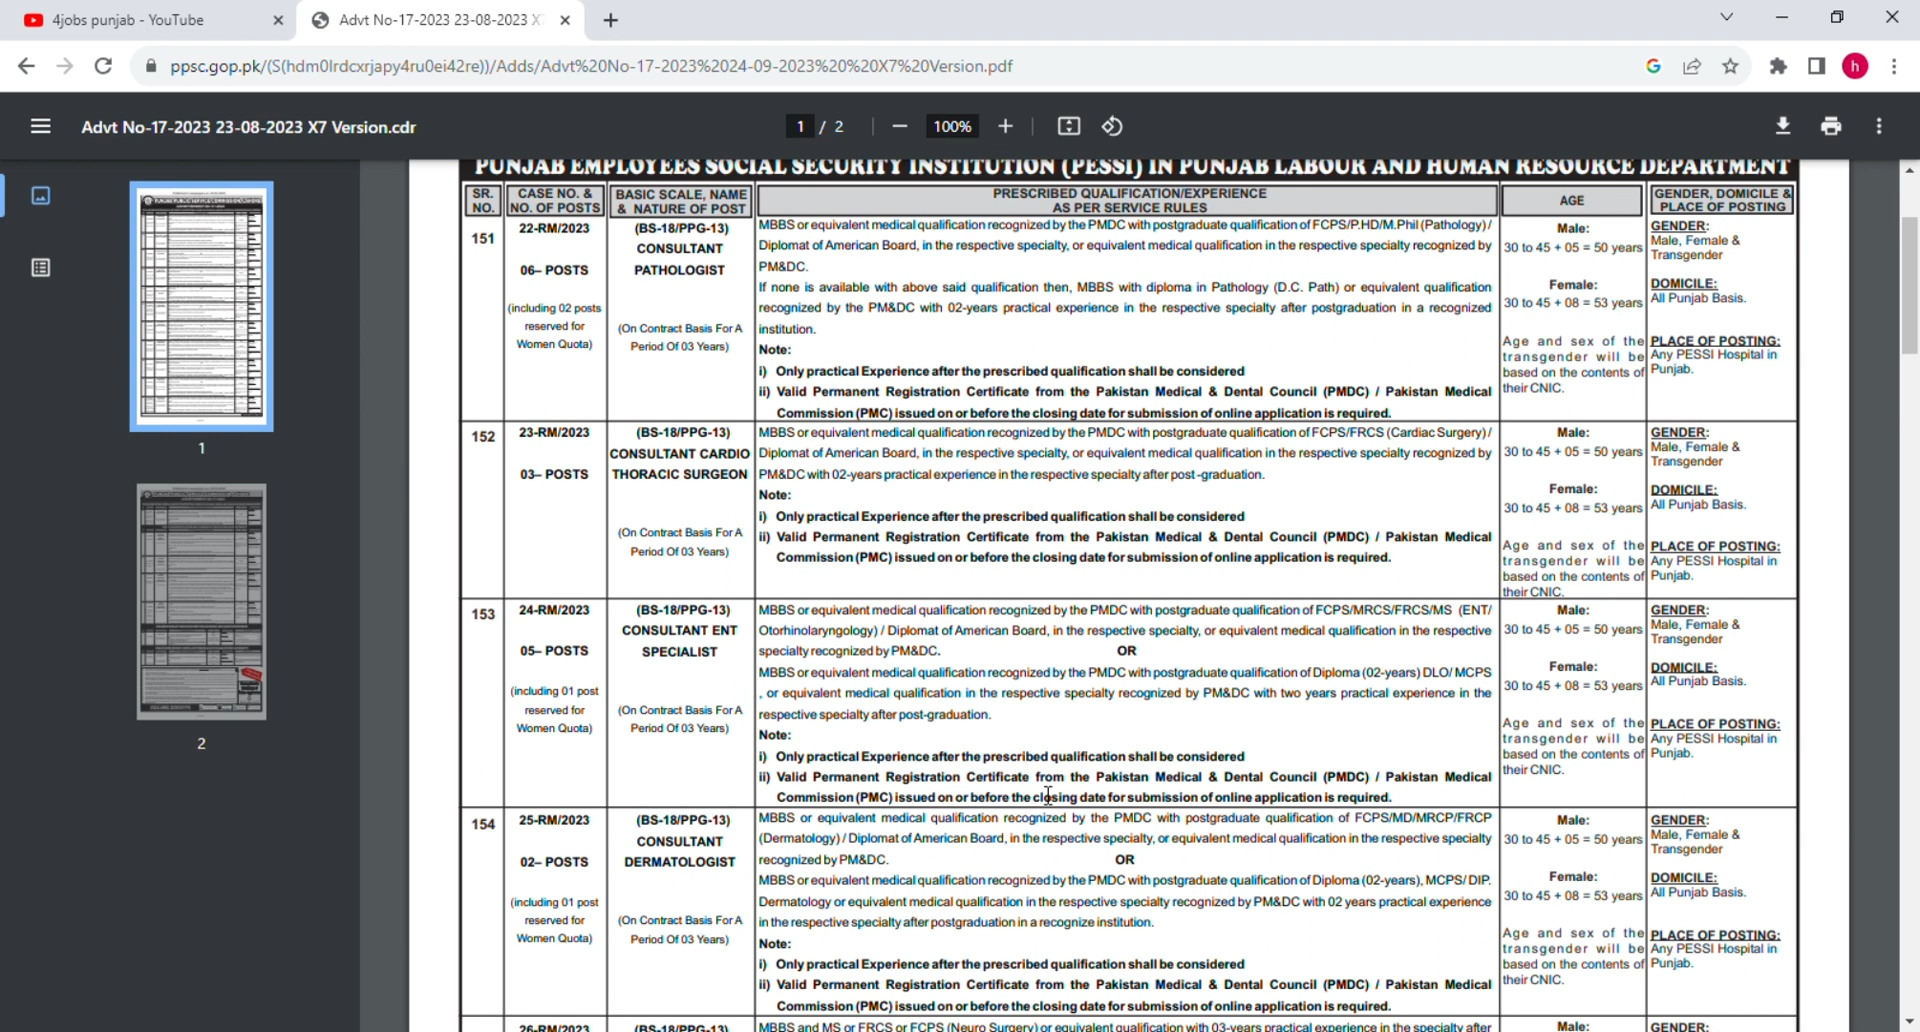 4jobs punjab - YouTube
Advt No-17-2023 23-08-2023 X7
ppsc.gop.pk/(S(hdm0lrdcxrjapy4ru0ei42re))/Adds/Advt%20No-17-2023%2024-09-2023%20%20X7%20Version.pdf
h
Advt No-17-2023 23-08-2023 X7 Version.cdr
1 / 2
100%
PUNJAB EMPLOYEES SOCIAL SECURITY INSTITUTION (PESSI) IN PUNJAB LABOUR AND HUMAN RESOURCE DEPARTMENT
SR. NO.
CASE NO. & NO. OF POSTS
BASIC SCALE, NAME & NATURE OF POST
PRESCRIBED QUALIFICATION/EXPERIENCE
AS PER SERVICE RULES
AGE
GENDER, DOMICILE & PLACE OF POSTING
151
22-RM/2023
06– POSTS
(including 02 posts
reserved for
Women Quota)
(BS-18/PPG-13)
CONSULTANT
PATHOLOGIST
(On Contract Basis For A
Period Of 03 Years)
MBBS or equivalent medical qualification recognized by the PMDC with postgraduate qualification of FCPS/P.HD/M.Phil (Pathology) /
Diplomat of American Board, in the respective specialty, or equivalent medical qualification in the respective specialty recognized by
PM&DC.
If none is available with above said qualification then, MBBS with diploma in Pathology (D.C. Path) or equivalent qualification
recognized by the PM&DC with 02-years practical experience in the respective specialty after postgraduation in a recognized
institution.
Note:
i) Only practical Experience after the prescribed qualification shall be considered
ii) Valid Permanent Registration Certificate from the Pakistan Medical & Dental Council (PMDC) / Pakistan Medical
Commission (PMC) issued on or before the closing date for submission of online application is required.
Male:
30 to 45 + 05 = 50 years
Female:
30 to 45 + 08 = 53 years
Age and sex of the
transgender will be
based on the contents of
their CNIC.
GENDER:
Male, Female &
Transgender
DOMICILE:
All Punjab Basis.
PLACE OF POSTING:
Any PESSI Hospital in
Punjab.
152
23-RM/2023
03– POSTS
(BS-18/PPG-13)
CONSULTANT CARDIO
THORACIC SURGEON
(On Contract Basis For A
Period Of 03 Years)
MBBS or equivalent medical qualification recognized by the PMDC with postgraduate qualification of FCPS/FRCS (Cardiac Surgery) /
Diplomat of American Board, in the respective specialty, or equivalent medical qualification in the respective specialty recognized by
PM&DC with 02-years practical experience in the respective specialty after post -graduation.
Note:
i) Only practical Experience after the prescribed qualification shall be considered
ii) Valid Permanent Registration Certificate from the Pakistan Medical & Dental Council (PMDC) / Pakistan Medical
Commission (PMC) issued on or before the closing date for submission of online application is required.
Male:
30 to 45 + 05 = 50 years
Female:
30 to 45 + 08 = 53 years
Age and sex of the
transgender will be
based on the contents of
their CNIC.
GENDER:
Male, Female &
Transgender
DOMICILE:
All Punjab Basis.
PLACE OF POSTING:
Any PESSI Hospital in
Punjab.
153
24-RM/2023
05– POSTS
(including 01 post
reserved for
Women Quota)
(BS-18/PPG-13)
CONSULTANT ENT
SPECIALIST
(On Contract Basis For A
Period Of 03 Years)
MBBS or equivalent medical qualification recognized by the PMDC with postgraduate qualification of FCPS/MRCS/FRCS/MS (ENT/
Otorhinolaryngology) / Diplomat of American Board, in the respective specialty, or equivalent medical qualification in the respective
specialty recognized by PM&DC. OR
MBBS or equivalent medical qualification recognized by the PMDC with postgraduate qualification of Diploma (02-years) DLO/ MCPS
, or equivalent medical qualification in the respective specialty recognized by PM&DC with two years practical experience in the
respective specialty after post-graduation.
Note:
i) Only practical Experience after the prescribed qualification shall be considered
ii) Valid Permanent Registration Certificate from the Pakistan Medical & Dental Council (PMDC) / Pakistan Medical
Commission (PMC) issued on or before the closing date for submission of online application is required.
Male:
30 to 45 + 05 = 50 years
Female:
30 to 45 + 08 = 53 years
Age and sex of the
transgender will be
based on the contents of
their CNIC.
GENDER:
Male, Female &
Transgender
DOMICILE:
All Punjab Basis.
PLACE OF POSTING:
Any PESSI Hospital in
Punjab.
154
25-RM/2023
02– POSTS
(including 01 post
reserved for
Women Quota)
(BS-18/PPG-13)
CONSULTANT
DERMATOLOGIST
(On Contract Basis For A
Period Of 03 Years)
MBBS or equivalent medical qualification recognized by the PMDC with postgraduate qualification of FCPS/MD/MRCP/FRCP
(Dermatology) / Diplomat of American Board, in the respective specialty, or equivalent medical qualification in the respective specialty
recognized by PM&DC. OR
MBBS or equivalent medical qualification recognized by the PMDC with postgraduate qualification of Diploma (02-years), MCPS/ DIP.
Dermatology or equivalent medical qualification in the respective specialty recognized by PM&DC with 02 years practical experience
in the respective specialty after postgraduation in a recognize institution.
Note:
i) Only practical Experience after the prescribed qualification shall be considered
ii) Valid Permanent Registration Certificate from the Pakistan Medical & Dental Council (PMDC) / Pakistan Medical
Commission (PMC) issued on or before the closing date for submission of online application is required.
Male:
30 to 45 + 05 = 50 years
Female:
30 to 45 + 08 = 53 years
Age and sex of the
transgender will be
based on the contents of
their CNIC.
GENDER:
Male, Female &
Transgender
DOMICILE:
All Punjab Basis.
PLACE OF POSTING:
Any PESSI Hospital in
Punjab.
26-RM/2023
(BS-18/PPG-13)
MBBS and MS or FRCS or FCPS (Neuro Surgery) or equivalent qualification with 03-years practical experience in the specialty after
Male:
GENDER:
1
2